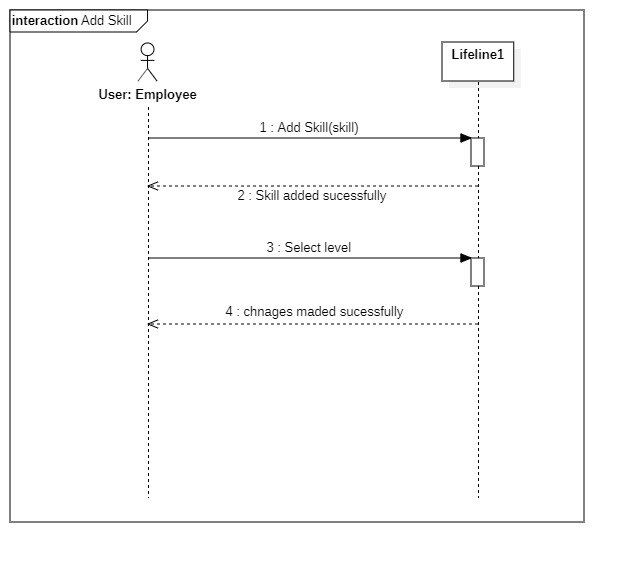 interaction Add Skill
Lifeline1
User: Employee
1 : Add Skill(skill)
2 : Skill added sucessfully
3 : Select level
4 : chnages maded sucessfully